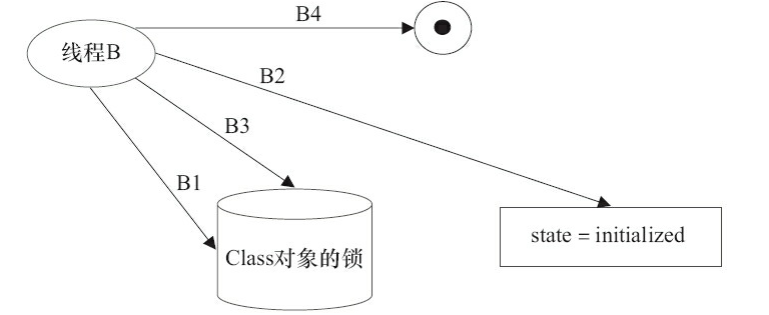 B4
线程B
B2
B3
B1
Class对象的锁
state = initialized